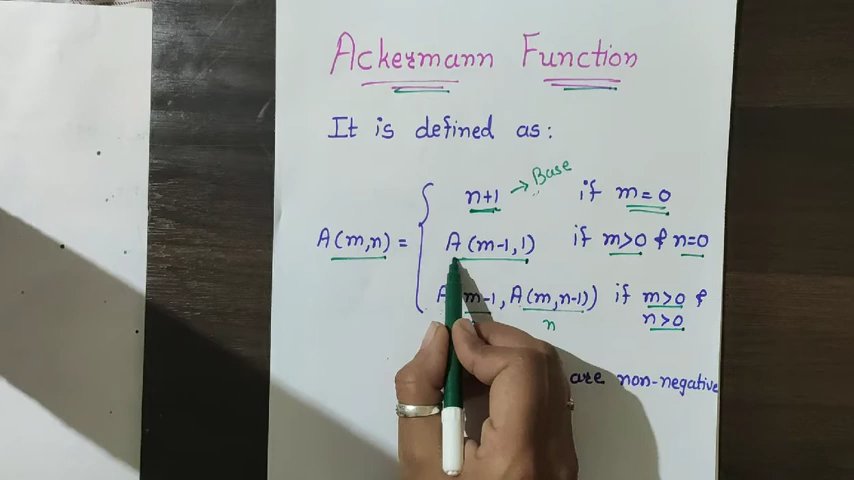 Ackermann Function
It is defined as:
n+1 → Base if m=0
A(m,n) = { A(m-1,1) if m>0 & n=0
A(m-1, A(m,n-1)) if m>0 &
n n>0
are non-negative